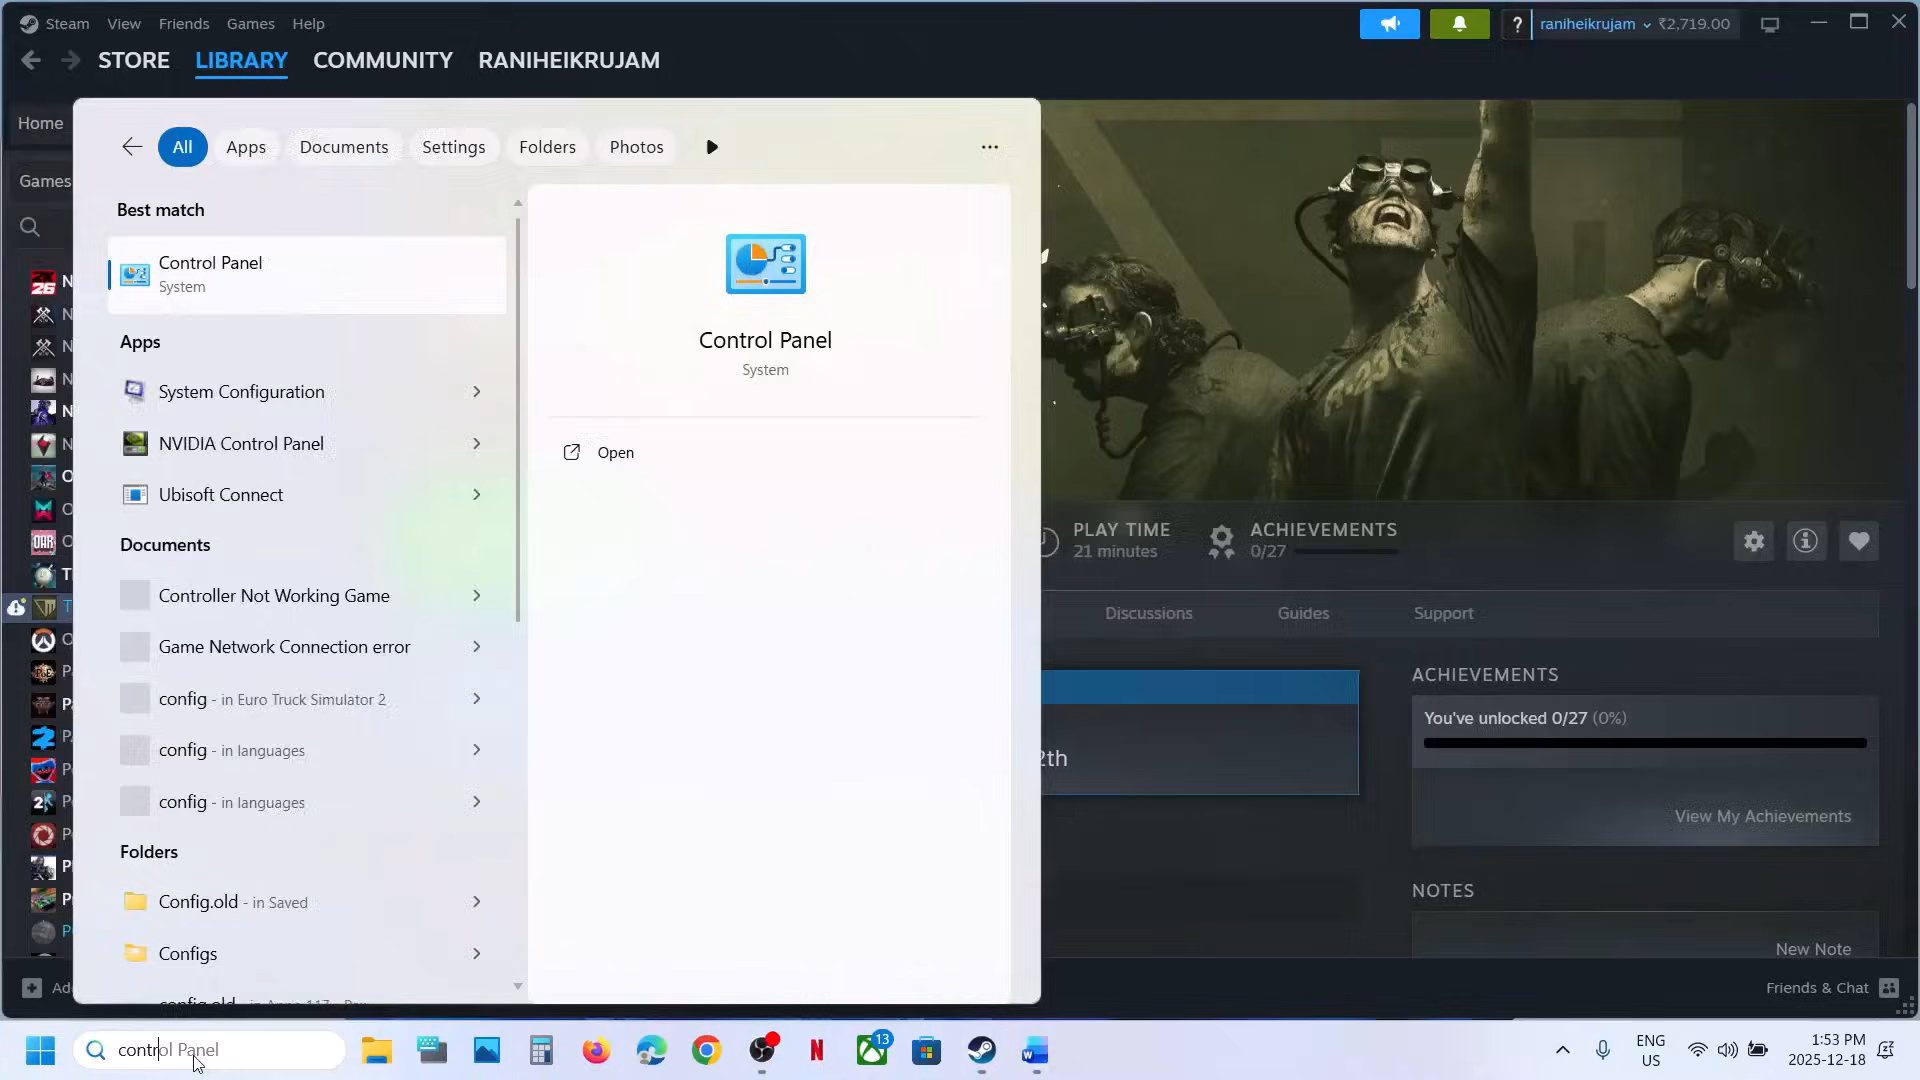 Steam View Friends Games Help
? raniheikrujam ₹2,719.00
STORE LIBRARY COMMUNITY RANIHEIKRUJAM
Home
Games
All Apps Documents Settings Folders Photos
Best match
Control Panel
System
Apps
System Configuration
NVIDIA Control Panel
Ubisoft Connect
Documents
Controller Not Working Game
Game Network Connection error
config - in Euro Truck Simulator 2
config - in languages
config - in languages
Folders
Config.old - in Saved
Configs
Control Panel
System
Open
PLAY TIME
21 minutes
ACHIEVEMENTS
0/27
Discussions Guides Support
2th
ACHIEVEMENTS
You've unlocked 0/27 (0%)
View My Achievements
NOTES
New Note
Friends & Chat
control Panel
13
ENG
US
1:53 PM
2025-12-18